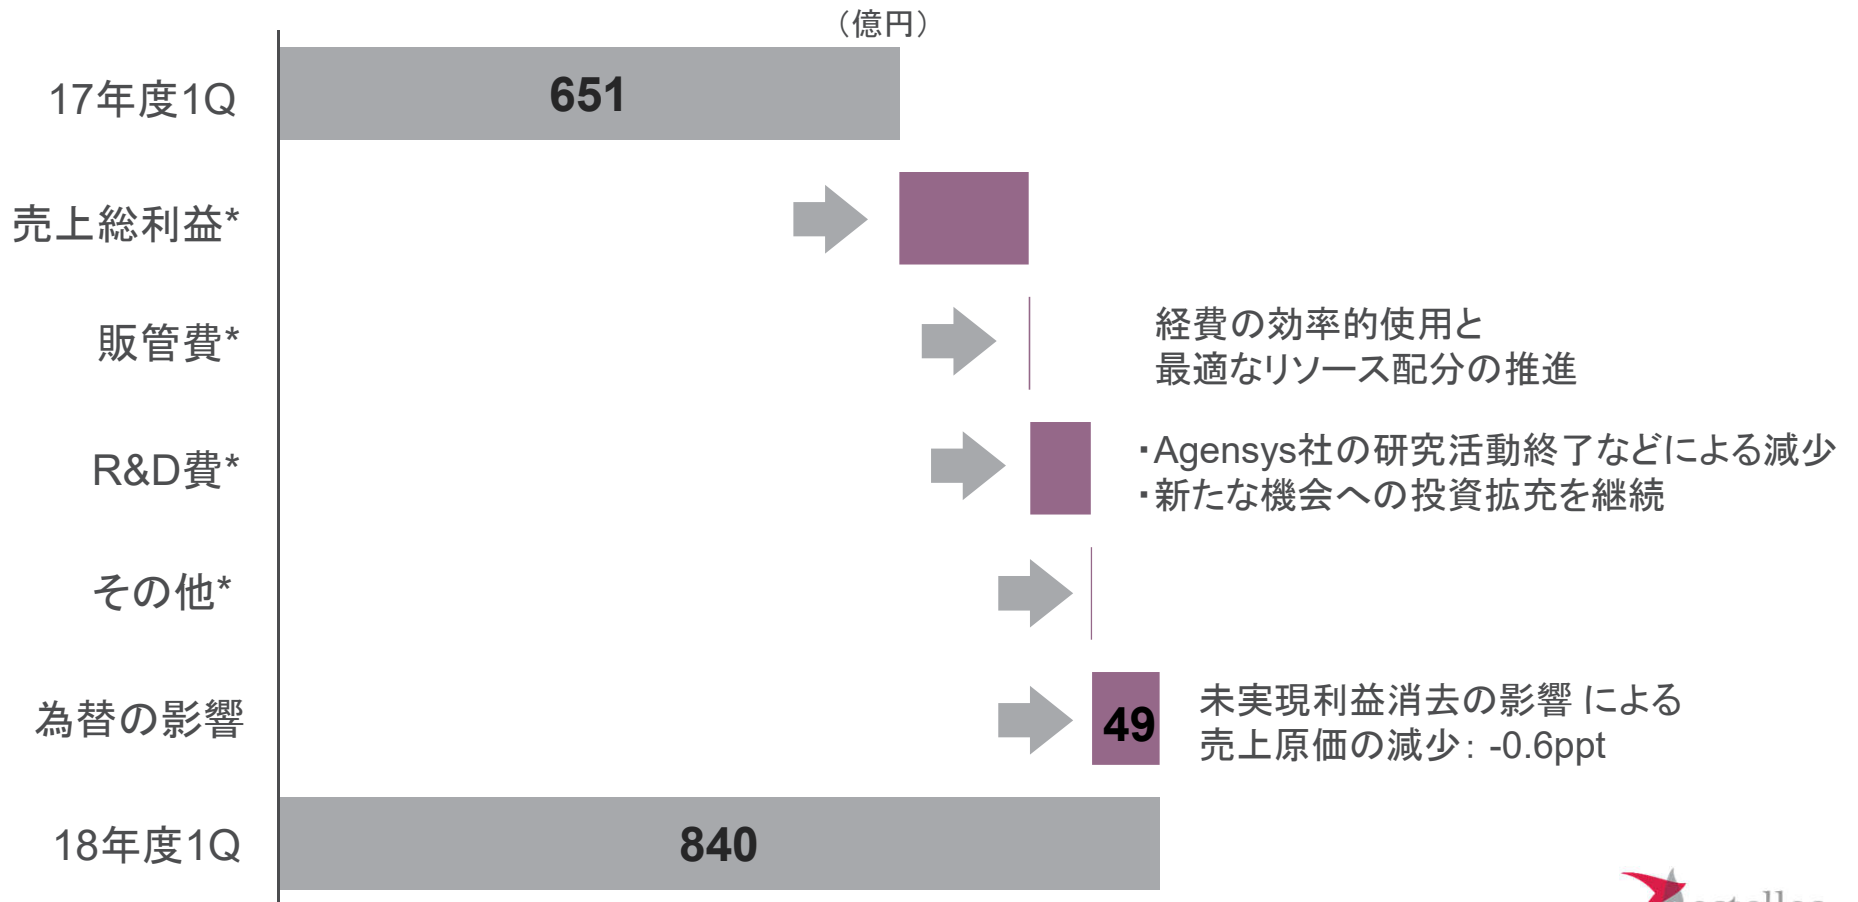 （億円）
17年度1Q
651
売上総利益*
販管費*
経費の効率的使用と
最適なリソース配分の推進
R&D費*
・Agensys社の研究活動終了などによる減少
・新たな機会への投資拡充を継続
その他*
為替の影響
49
未実現利益消去の影響 による
売上原価の減少： -0.6ppt
18年度1Q
840